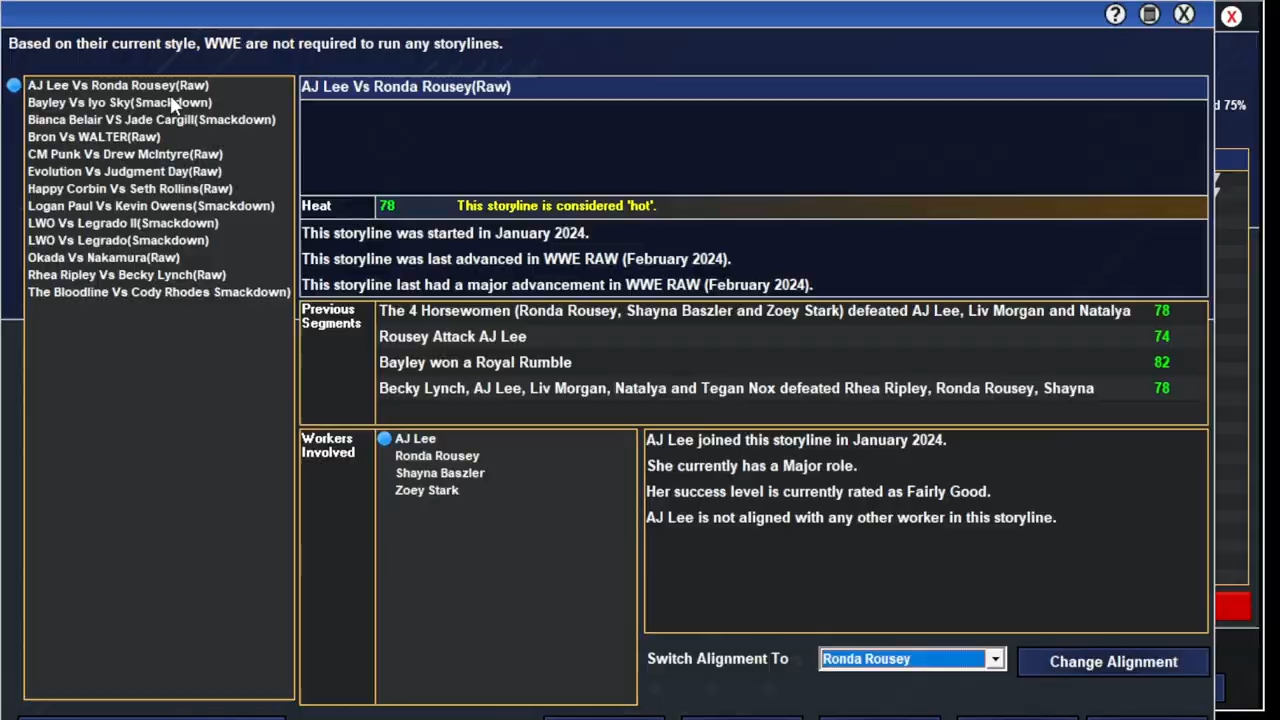 ? X X
Based on their current style, WWE are not required to run any storylines.
d 75%
AJ Lee Vs Ronda Rousey(Raw)
Bayley Vs Iyo Sky(Smackdown)
Bianca Belair VS Jade Cargill(Smackdown)
Bron Vs WALTER(Raw)
CM Punk Vs Drew McIntyre(Raw)
Evolution Vs Judgment Day(Raw)
Happy Corbin Vs Seth Rollins(Raw)
Logan Paul Vs Kevin Owens(Smackdown)
LWO Vs Legrado II(Smackdown)
LWO Vs Legrado(Smackdown)
Okada Vs Nakamura(Raw)
Rhea Ripley Vs Becky Lynch(Raw)
The Bloodline Vs Cody Rhodes Smackdown)
AJ Lee Vs Ronda Rousey(Raw)
Heat 78 This storyline is considered 'hot'.
This storyline was started in January 2024.
This storyline was last advanced in WWE RAW (February 2024).
This storyline last had a major advancement in WWE RAW (February 2024).
Previous Segments
The 4 Horsewomen (Ronda Rousey, Shayna Baszler and Zoey Stark) defeated AJ Lee, Liv Morgan and Natalya 78
Rousey Attack AJ Lee 74
Bayley won a Royal Rumble 82
Becky Lynch, AJ Lee, Liv Morgan, Natalya and Tegan Nox defeated Rhea Ripley, Ronda Rousey, Shayna 78
Workers Involved
AJ Lee
Ronda Rousey
Shayna Baszler
Zoey Stark
AJ Lee joined this storyline in January 2024.
She currently has a Major role.
Her success level is currently rated as Fairly Good.
AJ Lee is not aligned with any other worker in this storyline.
Switch Alignment To Ronda Rousey Change Alignment